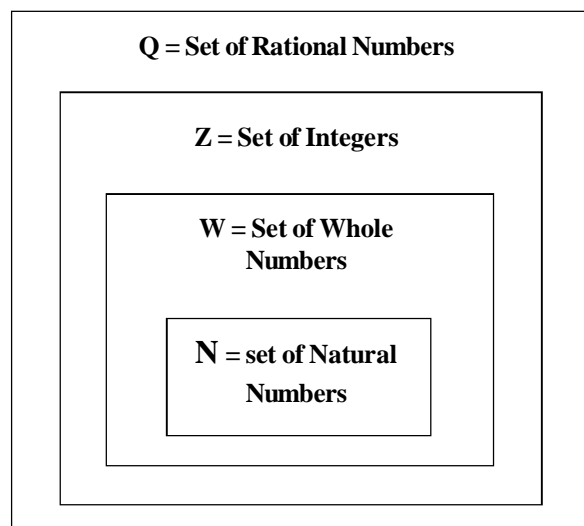 Q = Set of Rational Numbers
Z = Set of Integers
W = Set of Whole
Numbers
N = set of Natural
Numbers